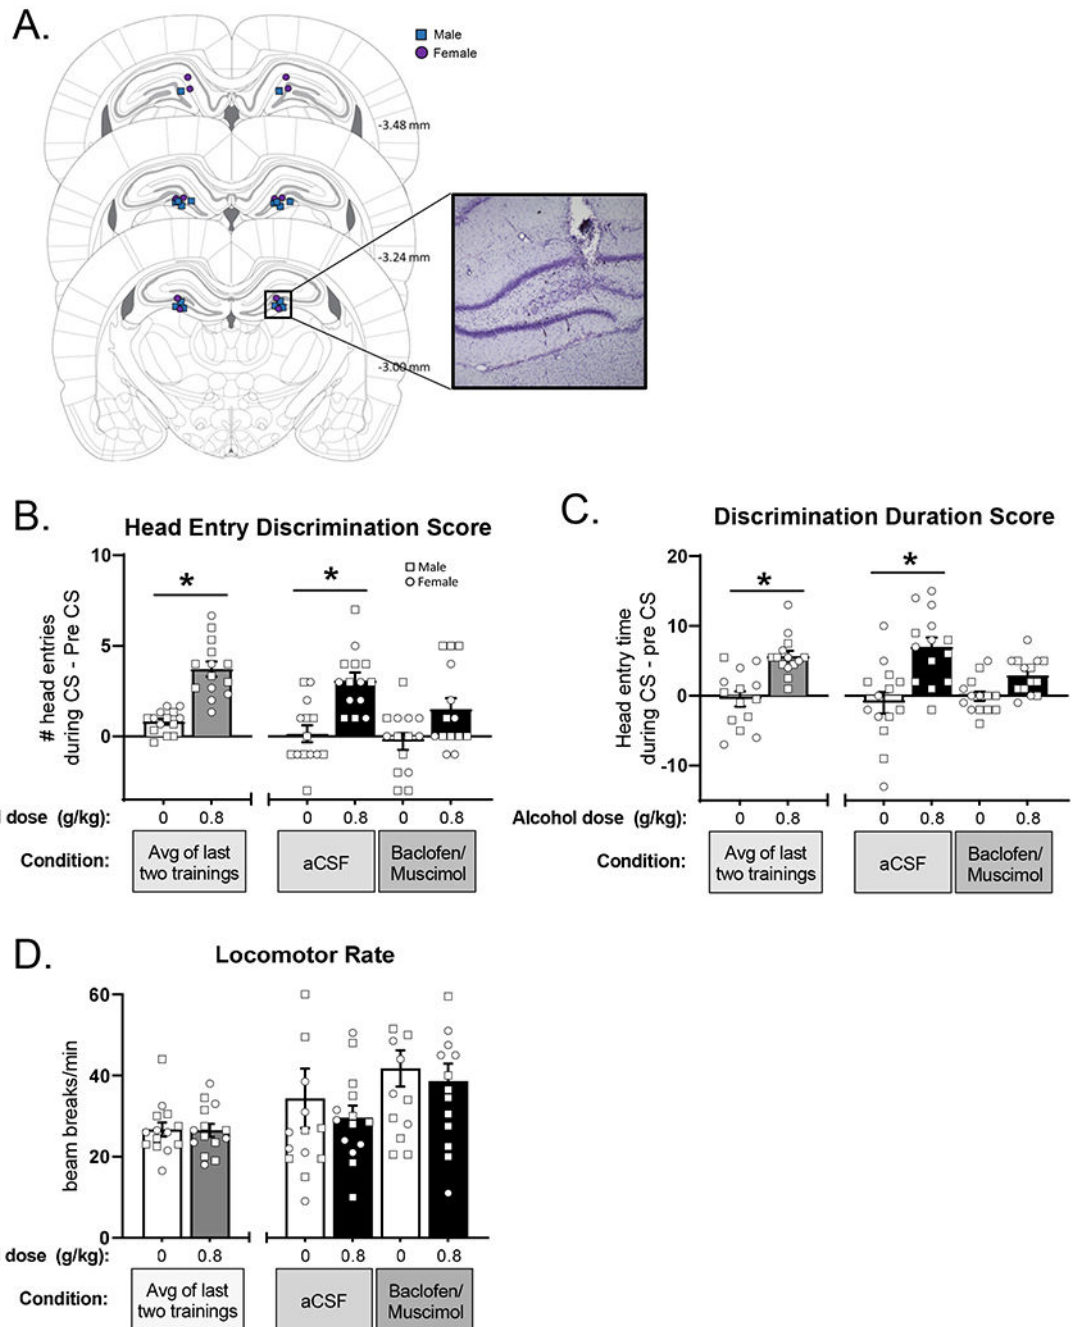 A.
Male
Female
-3.48 mm
-3.24 mm
-3.00 mm
B.
Head Entry Discrimination Score
# head entries
during CS - Pre CS
10
5
0
*
*
Male
Female
dose (g/kg):
0
0.8
0
0.8
0
0.8
Condition:
Avg of last
two trainings
aCSF
Baclofen/
Muscimol
C.
Discrimination Duration Score
Head entry time
during CS - pre CS
20
10
0
-10
*
*
Alcohol dose (g/kg):
0
0.8
0
0.8
0
0.8
Condition:
Avg of last
two trainings
aCSF
Baclofen/
Muscimol
D.
Locomotor Rate
beam breaks/min
60
40
20
0
dose (g/kg):
0
0.8
0
0.8
0
0.8
Condition:
Avg of last
two trainings
aCSF
Baclofen/
Muscimol